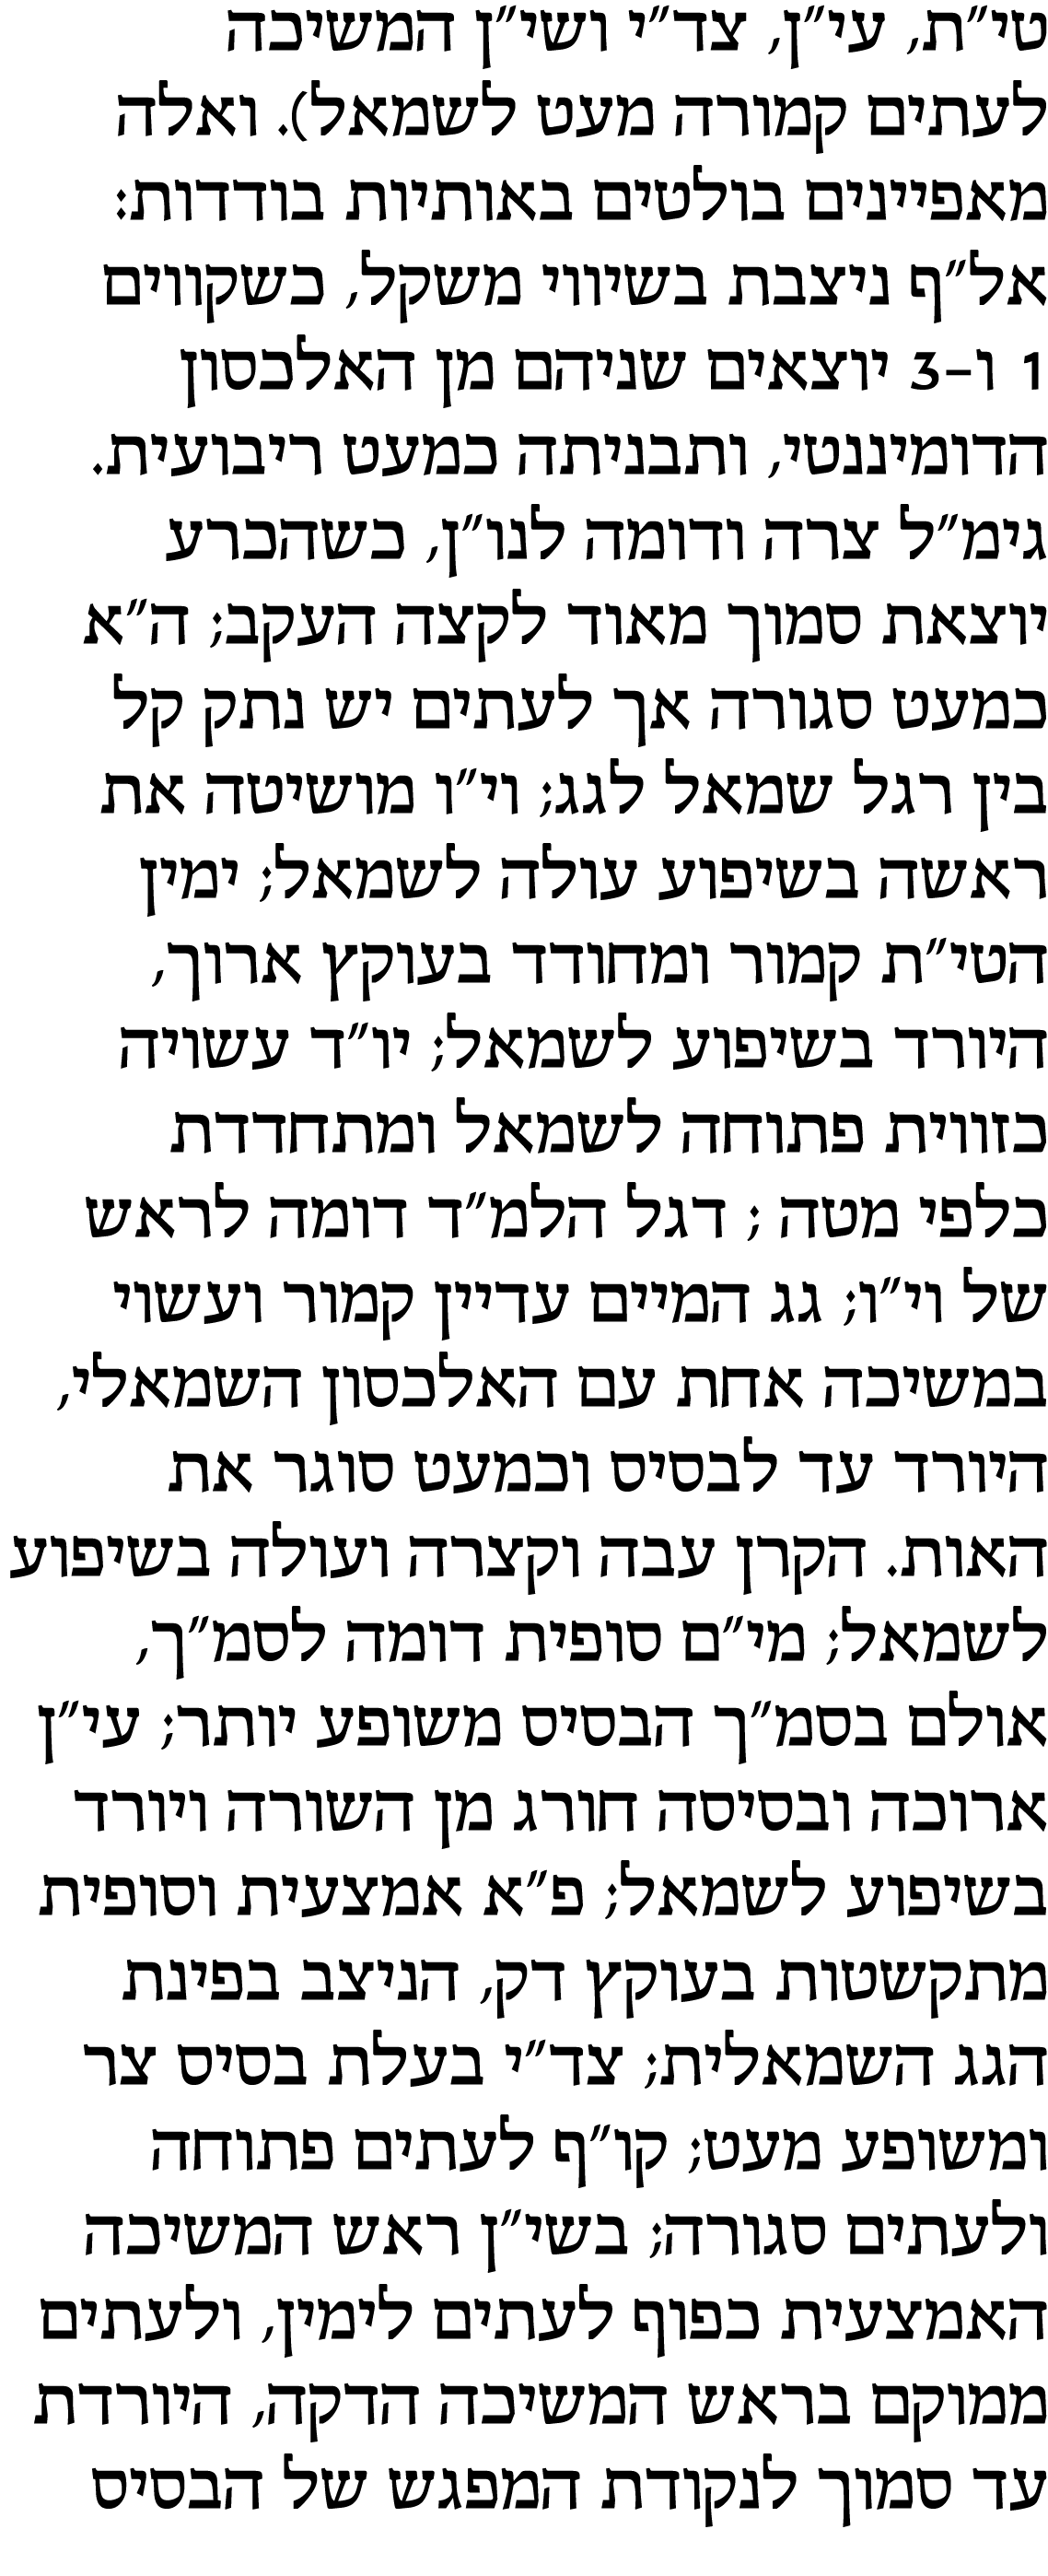 טי״ת, עי״ן, צד״י ושי״ן המשיכה
לעתים קמורה מעט לשמאל). ואלה
מאפיינים בולטים באותיות בודדות:
אל״ף ניצבת בשיווי משקל, כשקווים
1 ו-3 יוצאים שניהם מן האלכסון
הדומיננטי, ותבניתה כמעט ריבועית.
גימ״ל צרה ודומה לנו״ן, כשהכרע
יוצאת סמוך מאוד לקצה העקב; ה״א
כמעט סגורה אך לעתים יש נתק קל
בין רגל שמאל לגג; וי״ו מושיטה את
ראשה בשיפוע עולה לשמאל; ימין
הטי״ת קמור ומחודד בעוקץ ארוך,
היורד בשיפוע לשמאל; יו״ד עשויה
כזווית פתוחה לשמאל ומתחדדת
כלפי מטה ; דגל הלמ״ד דומה לראש
של וי״ו; גג המיים עדיין קמור ועשוי
במשיכה אחת עם האלכסון השמאלי,
היורד עד לבסיס וכמעט סוגר את
האות. הקרן עבה וקצרה ועולה בשיפוע
לשמאל; מי״ם סופית דומה לסמ״ך,
אולם בסמ״ך הבסיס משופע יותר; עי״ן
ארוכה ובסיסה חורג מן השורה ויורד
בשיפוע לשמאל; פ״א אמצעית וסופית
מתקשטות בעוקץ דק, הניצב בפינת
הגג השמאלית; צד״י בעלת בסיס צר
ומשופע מעט; קו״ף לעתים פתוחה
ולעתים סגורה; בשי״ן ראש המשיכה
האמצעית כפוף לעתים לימין, ולעתים
ממוקם בראש המשיכה הדקה, היורדת
עד סמוך לנקודת המפגש של הבסיס